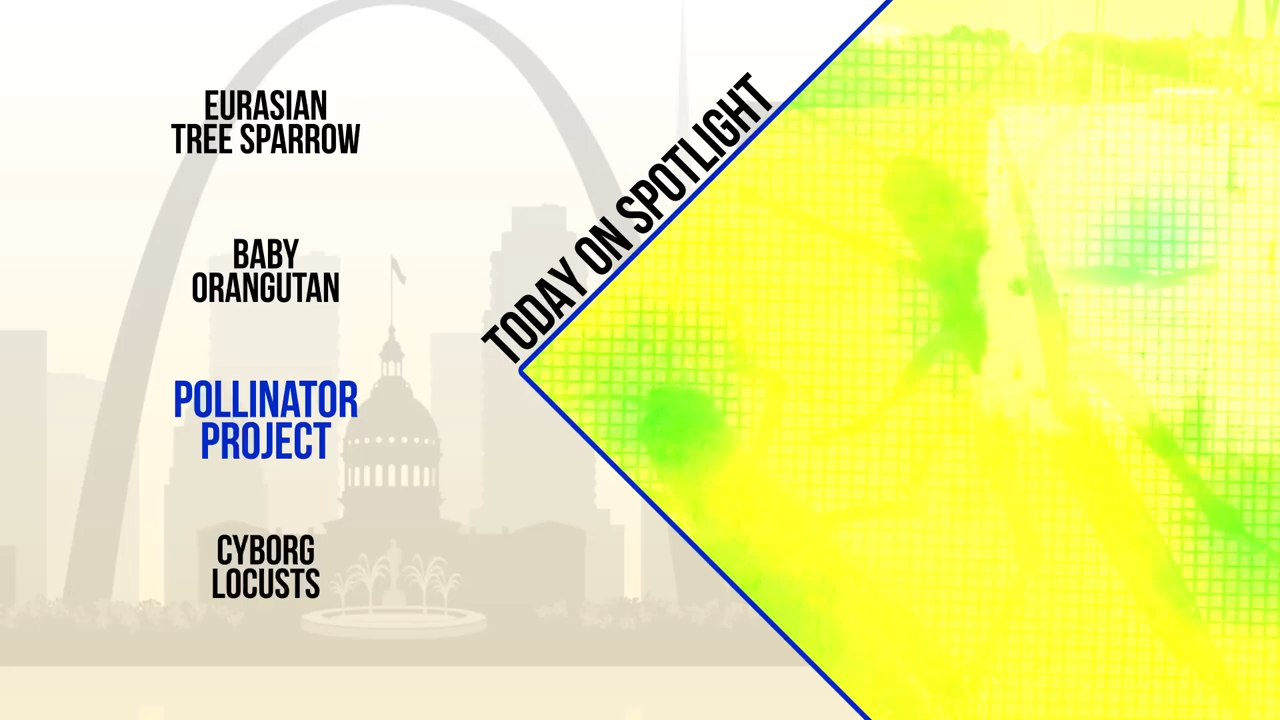 EURASIAN
TREE SPARROW
BABY
ORANGUTAN
POLLINATOR
PROJECT
CYBORG
LOCUSTS
TODAY ON SPOTLIGHT